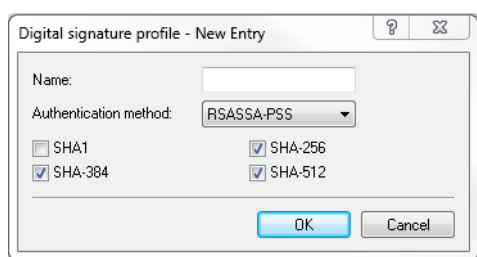 Digital signature profile - New Entry
Name:
Authentication method: RSASSA-PSS
SHA1 SHA-256
SHA-384 SHA-512
OK Cancel